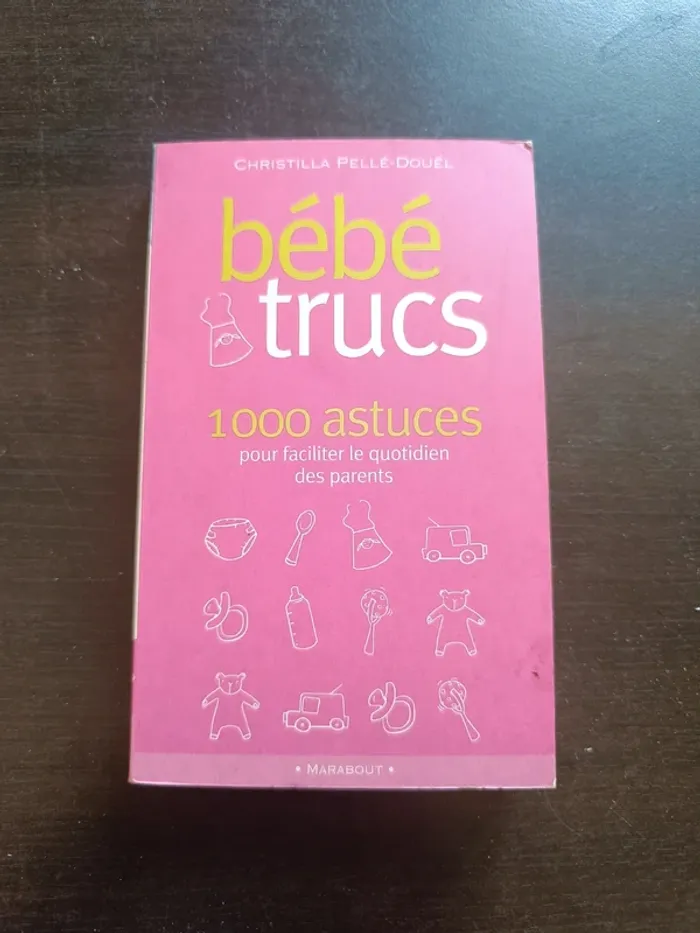 CHRISTILLA PELLÉ-DOUËL
bébé
trucs
1000 astuces
pour faciliter le quotidien
des parents
• MARABOUT •